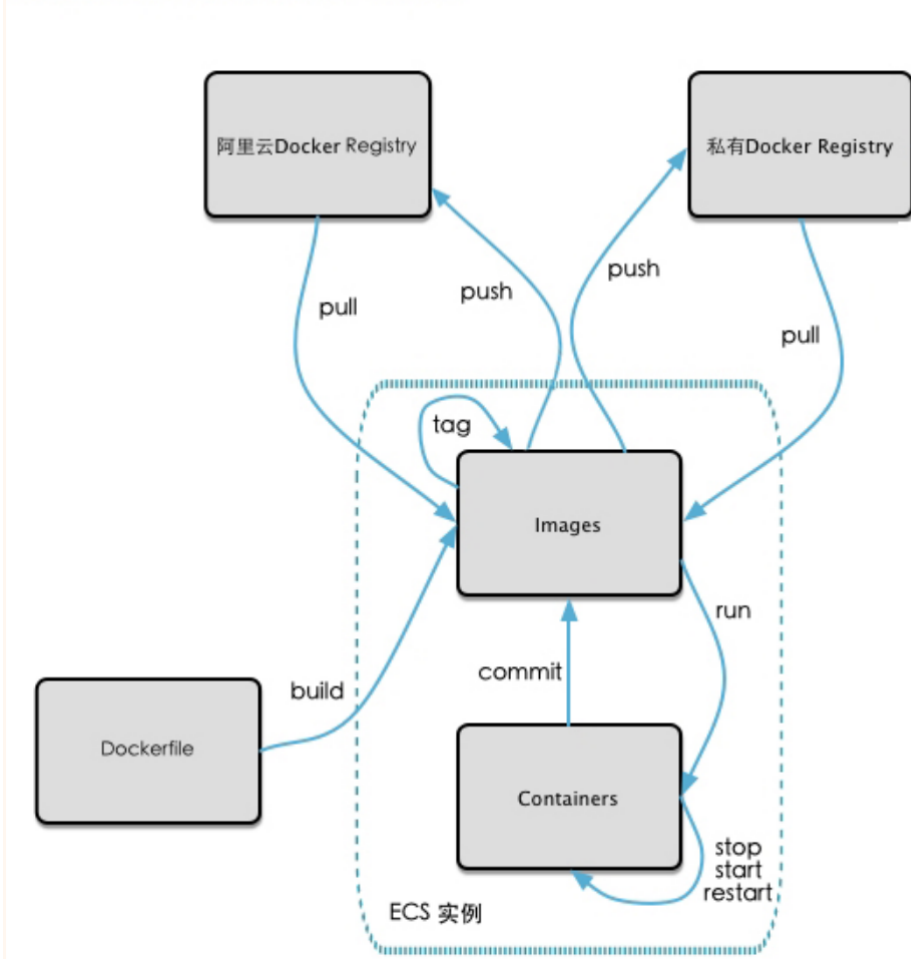 阿里云Docker Registry
私有Docker Registry
push
push
pull
pull
tag
Images
run
commit
build
Dockerfile
Containers
stop
start
restart
ECS 实例